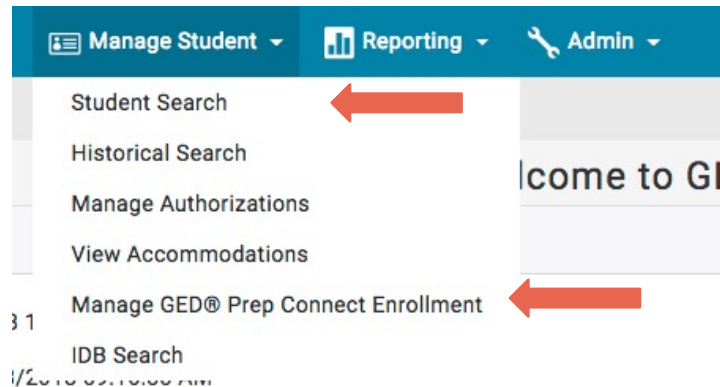 Manage Student Reporting Admin
Student Search
Historical Search
lcome to G
Manage Authorizations
View Accommodations
Manage GED® Prep Connect Enrollment
IDB Search